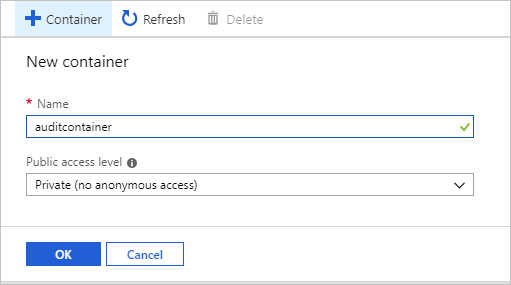 Container Refresh Delete
New container
* Name
auditcontainer
Public access level
Private (no anonymous access)
OK Cancel